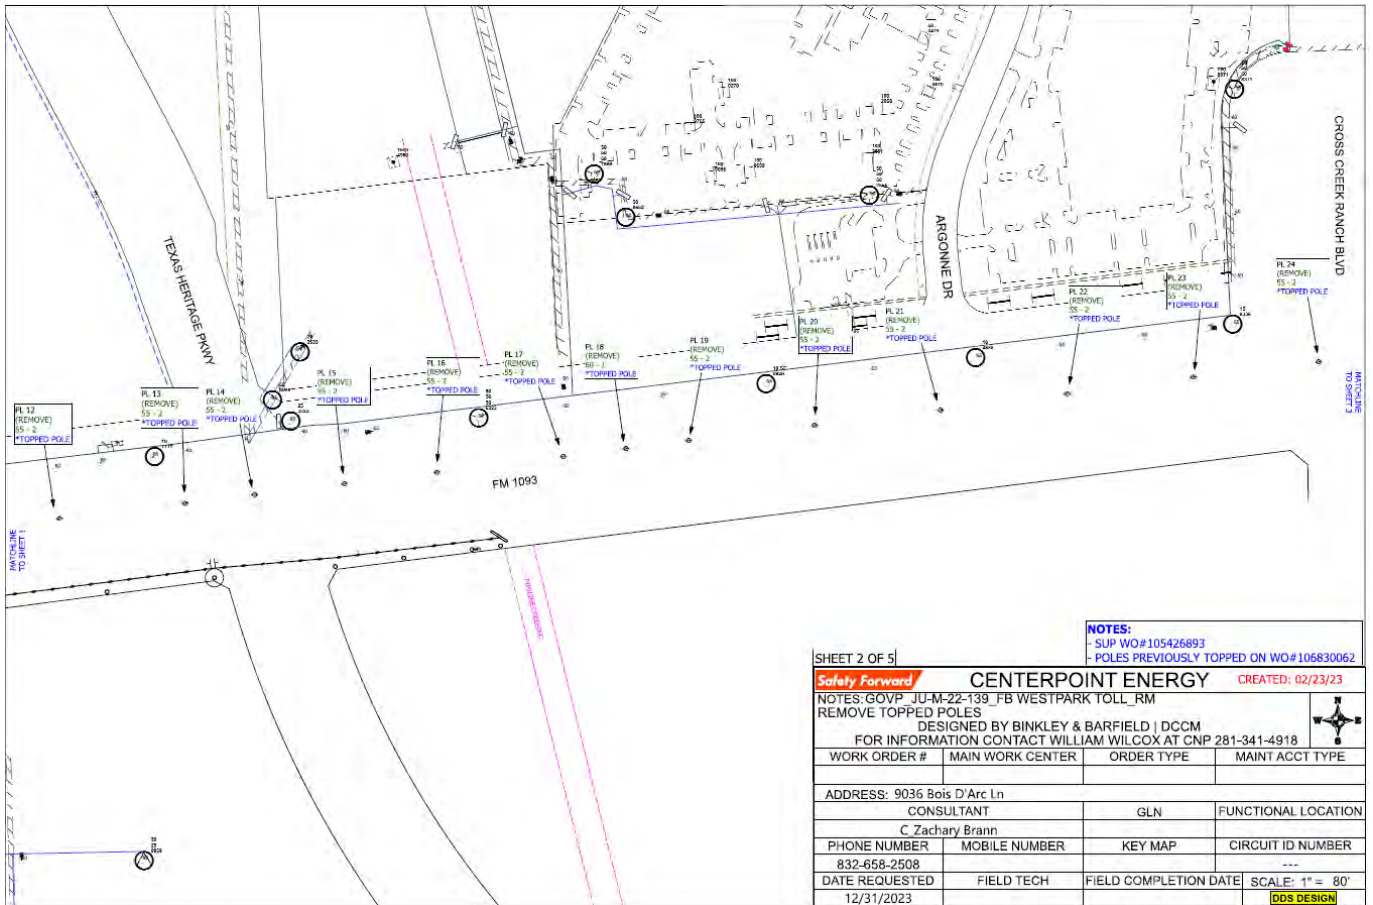 CROSS CREEK RANCH BLVD
TEXAS HERITAGE PKWY
ARGONNE DR
PL 24
(REMOVE)
55 - 2
*TOPPED POLE
PL 23
(REMOVE)
55 - 2
*TOPPED POLE
PL 22
(REMOVE)
55 - 2
*TOPPED POLE
PL 21
(REMOVE)
55 - 2
*TOPPED POLE
PL 20
(REMOVE)
55 - 2
*TOPPED POLE
PL 19
(REMOVE)
55 - 2
*TOPPED POLE
PL 18
(REMOVE)
60 - 1
*TOPPED POLE
PL 17
(REMOVE)
55 - 2
*TOPPED POLE
PL 16
(REMOVE)
55 - 2
*TOPPED POLE
PL 15
(REMOVE)
55 - 2
*TOPPED POLE
PL 14
(REMOVE)
55 - 2
*TOPPED POLE
PL 13
(REMOVE)
55 - 2
*TOPPED POLE
PL 12
(REMOVE)
55 - 2
*TOPPED POLE
MATCHLINE
TO SHEET 3
FM 1093
MATCHLINE
TO SHEET 1
NOTES:
- SUP WO#105426893
- POLES PREVIOUSLY TOPPED ON WO#106830062
SHEET 2 OF 5
Safety Forward CENTERPOINT ENERGY CREATED: 02/23/23
NOTES: GOVP_JU-M-22-139_FB WESTPARK TOLL_RM
REMOVE TOPPED POLES
DESIGNED BY BINKLEY & BARFIELD | DCCM
FOR INFORMATION CONTACT WILLIAM WILCOX AT CNP 281-341-4918
N
W E
S
WORK ORDER # MAIN WORK CENTER ORDER TYPE MAINT ACCT TYPE
ADDRESS: 9036 Bois D'Arc Ln
CONSULTANT GLN FUNCTIONAL LOCATION
C_Zachary Brann
PHONE NUMBER MOBILE NUMBER KEY MAP CIRCUIT ID NUMBER
832-658-2508 ---
DATE REQUESTED FIELD TECH FIELD COMPLETION DATE SCALE: 1" = 80'
12/31/2023 DDS DESIGN